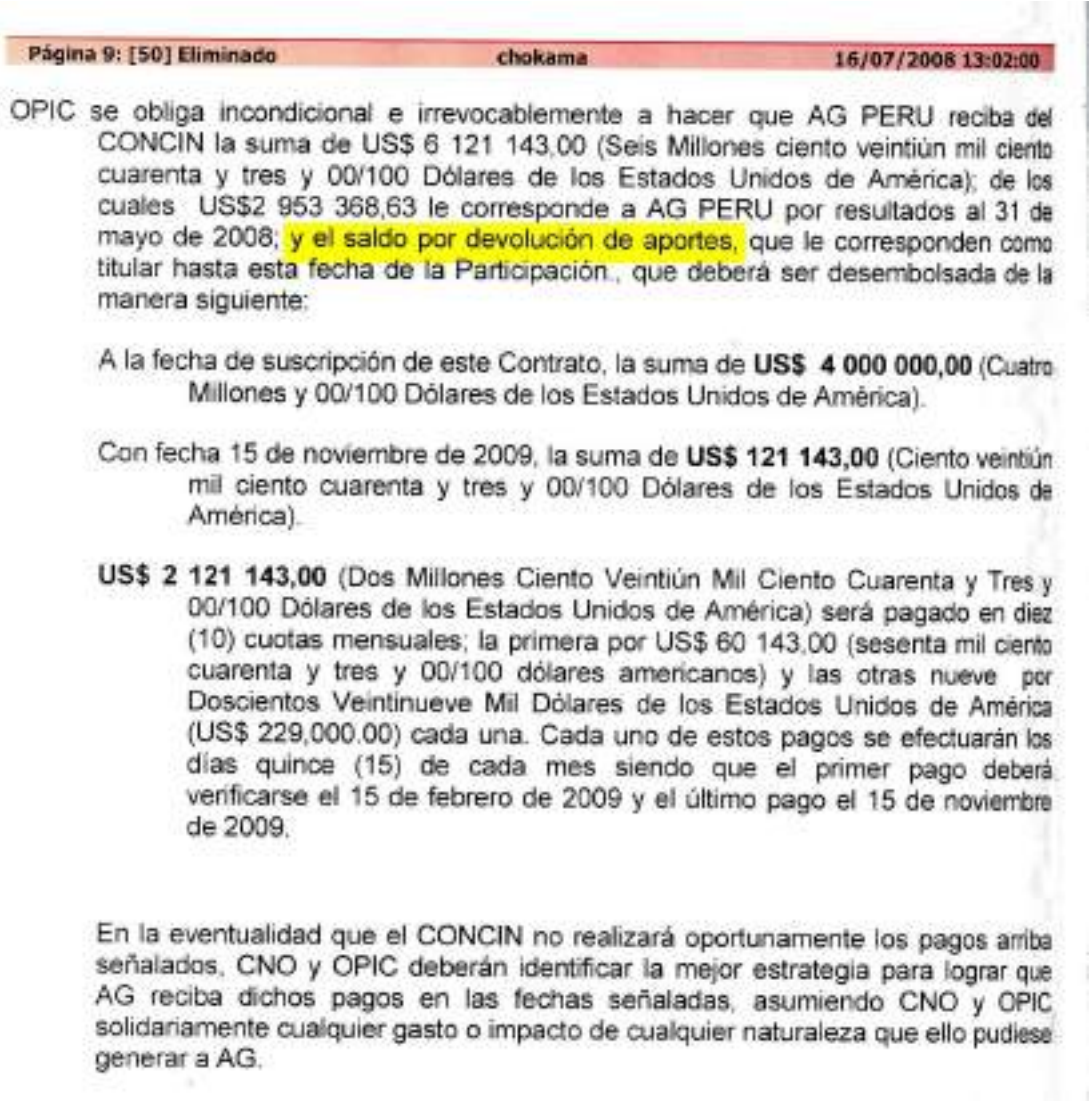 Página 9: [50] Eliminado chokama 16/07/2008 13:02:00
OPIC se obliga incondicional e irrevocablemente a hacer que AG PERU reciba del
CONCIN la suma de US$ 6 121 143,00 (Seis Millones ciento veintiún mil ciento
cuarenta y tres y 00/100 Dólares de los Estados Unidos de América); de los
cuales US$2 953 368,63 le corresponde a AG PERU por resultados al 31 de
mayo de 2008; y el saldo por devolución de aportes, que le corresponden como
titular hasta esta fecha de la Participación., que deberá ser desembolsada de la
manera siguiente:
A la fecha de suscripción de este Contrato, la suma de US$ 4 000 000,00 (Cuatro
Millones y 00/100 Dólares de los Estados Unidos de América).
Con fecha 15 de noviembre de 2009, la suma de US$ 121 143,00 (Ciento veintiún
mil ciento cuarenta y tres y 00/100 Dólares de los Estados Unidos de
América).
US$ 2 121 143,00 (Dos Millones Ciento Veintiún Mil Ciento Cuarenta y Tres y
00/100 Dólares de los Estados Unidos de América) será pagado en diez
(10) cuotas mensuales; la primera por US$ 60 143,00 (sesenta mil ciento
cuarenta y tres y 00/100 dólares americanos) y las otras nueve por
Doscientos Veintinueve Mil Dólares de los Estados Unidos de América
(US$ 229,000.00) cada una. Cada uno de estos pagos se efectuarán los
días quince (15) de cada mes siendo que el primer pago deberá
verificarse el 15 de febrero de 2009 y el último pago el 15 de noviembre
de 2009.
En la eventualidad que el CONCIN no realizará oportunamente los pagos arriba
señalados, CNO y OPIC deberán identificar la mejor estrategia para lograr que
AG reciba dichos pagos en las fechas señaladas, asumiendo CNO y OPIC
solidariamente cualquier gasto o impacto de cualquier naturaleza que ello pudiese
generar a AG.